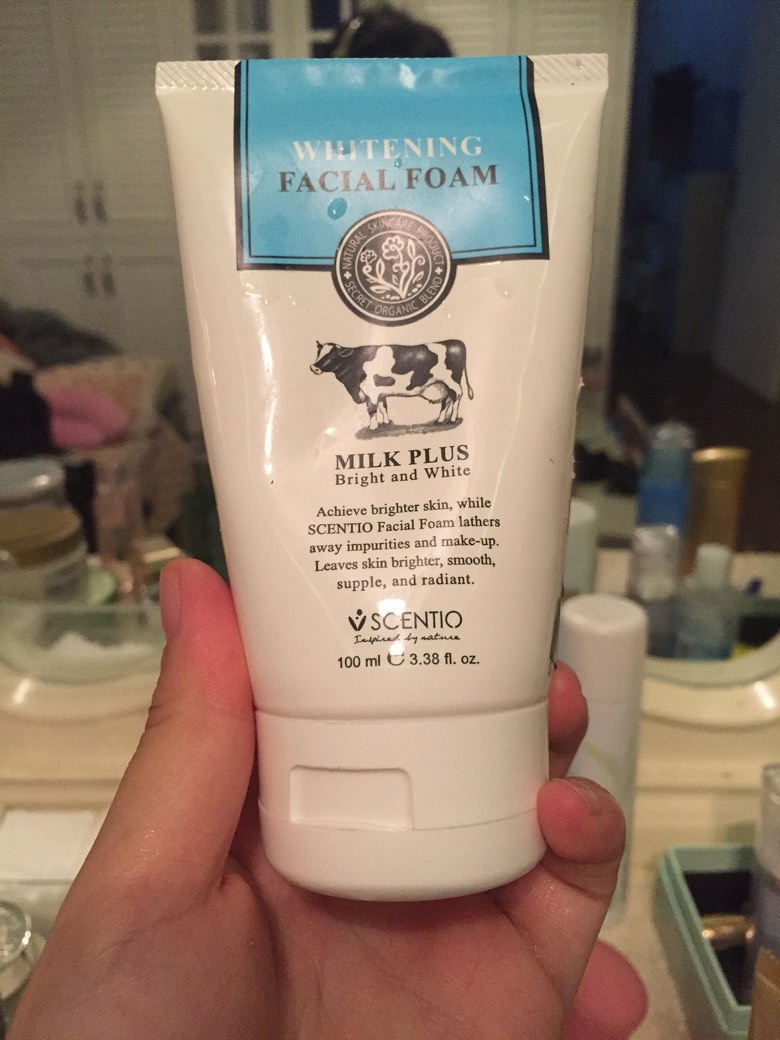 WHITENING
FACIAL FOAM
NATURAL SKINCARE PRODUCT
SECRET ORGANIC BLEND
MILK PLUS
Bright and White
Achieve brighter skin, while
SCENTIO Facial Foam lathers
away impurities and make-up.
Leaves skin brighter, smooth,
supple, and radiant.
SCENTIO
Inspired by nature
100 ml ℮ 3.38 fl. oz.